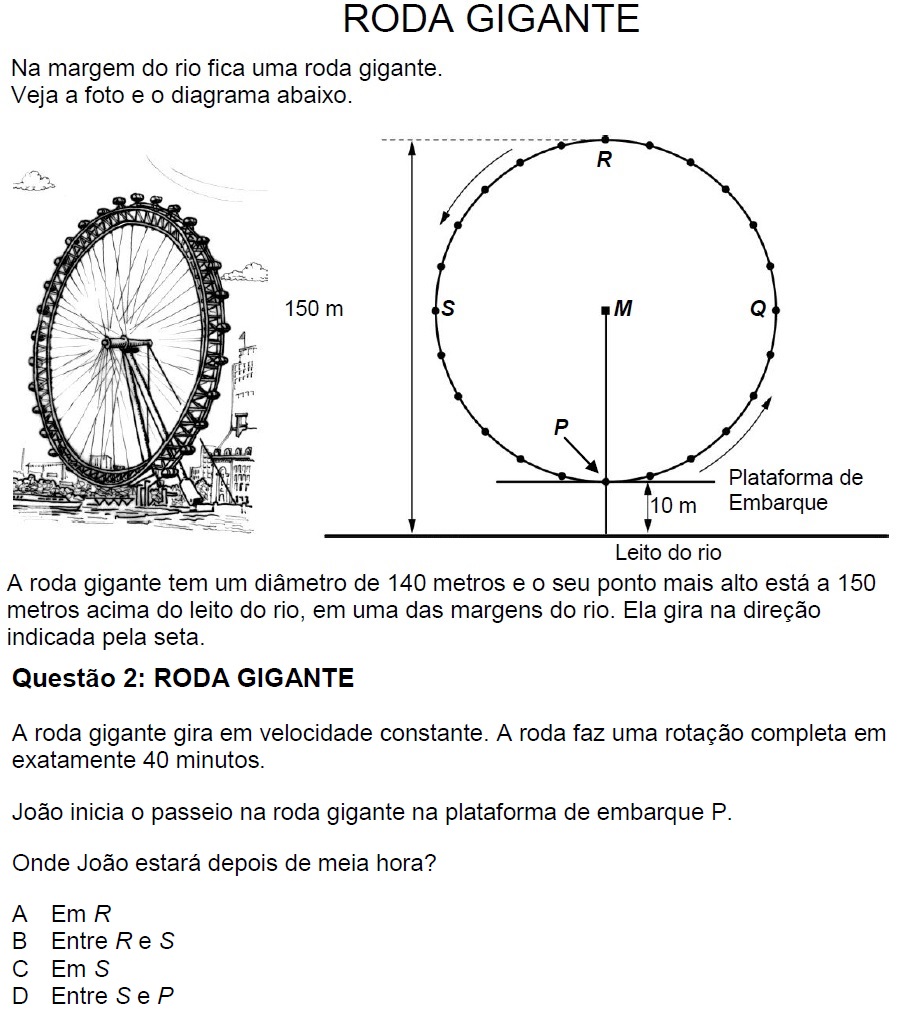 RODA GIGANTE
Na margem do rio fica uma roda gigante.
Veja a foto e o diagrama abaixo.
R
150 m
S
M
Q
P
Plataforma de
Embarque
10 m
Leito do rio
A roda gigante tem um diâmetro de 140 metros e o seu ponto mais alto está a 150
metros acima do leito do rio, em uma das margens do rio. Ela gira na direção
indicada pela seta.
Questão 2: RODA GIGANTE
A roda gigante gira em velocidade constante. A roda faz uma rotação completa em
exatamente 40 minutos.
João inicia o passeio na roda gigante na plataforma de embarque P.
Onde João estará depois de meia hora?
A Em R
B Entre R e S
C Em S
D Entre S e P